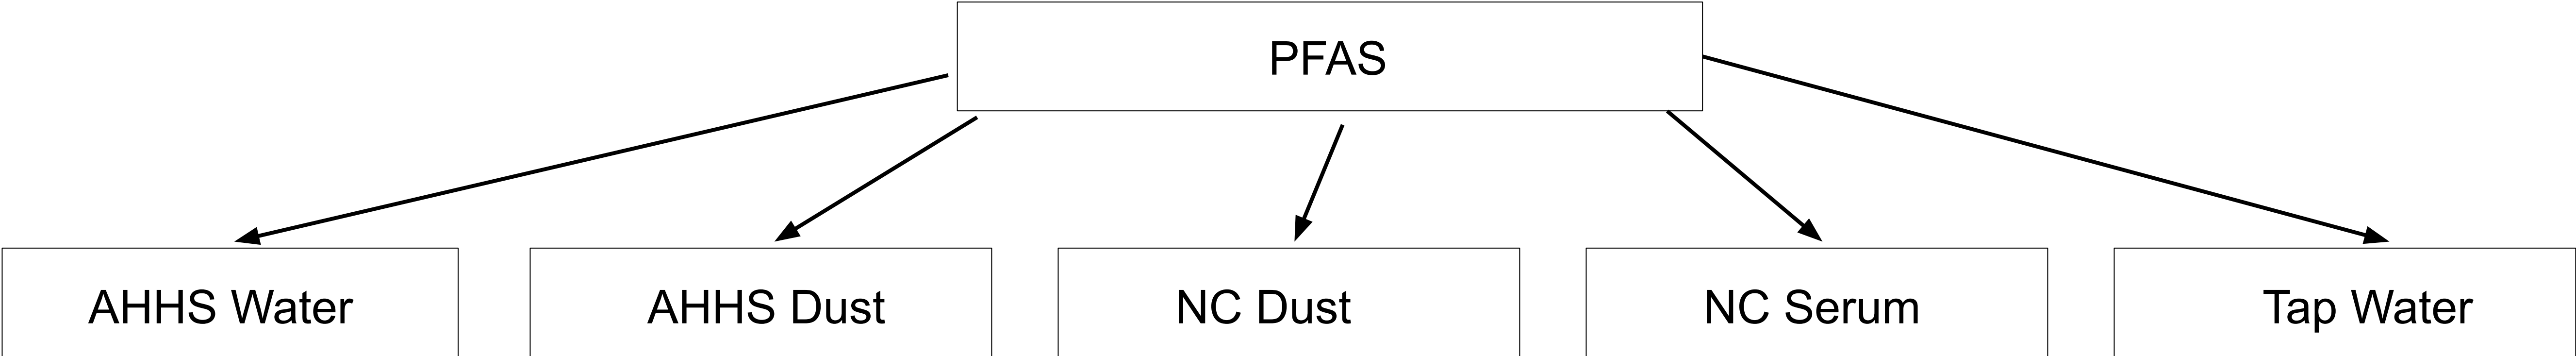 PFAS
AHHS Water
AHHS Dust
NC Dust
NC Serum
Tap Water